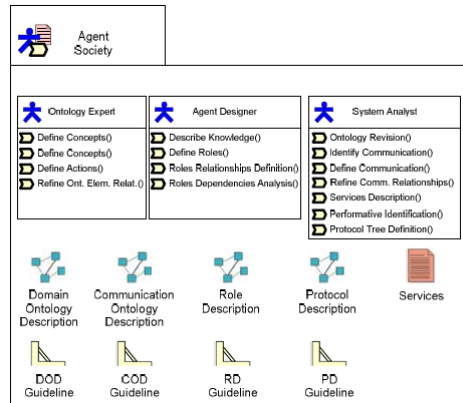 Agent
Society
Ontology Expert
Define Concepts()
Define Concepts()
Define Actions()
Refine Ont. Elem. Relat.()
Agent Designer
Describe Knowledge()
Define Roles()
Roles Relationships Definition()
Roles Dependencies Analysis()
System Analyst
Ontology Revision()
Identify Communication()
Define Communication()
Refine Comm. Relationships()
Services Description()
Performative Identification()
Protocol Tree Definition()
Domain
Ontology
Description
Communication
Ontology
Description
Role
Description
Protocol
Description
Services
DOD
Guideline
COD
Guideline
RD
Guideline
PD
Guideline